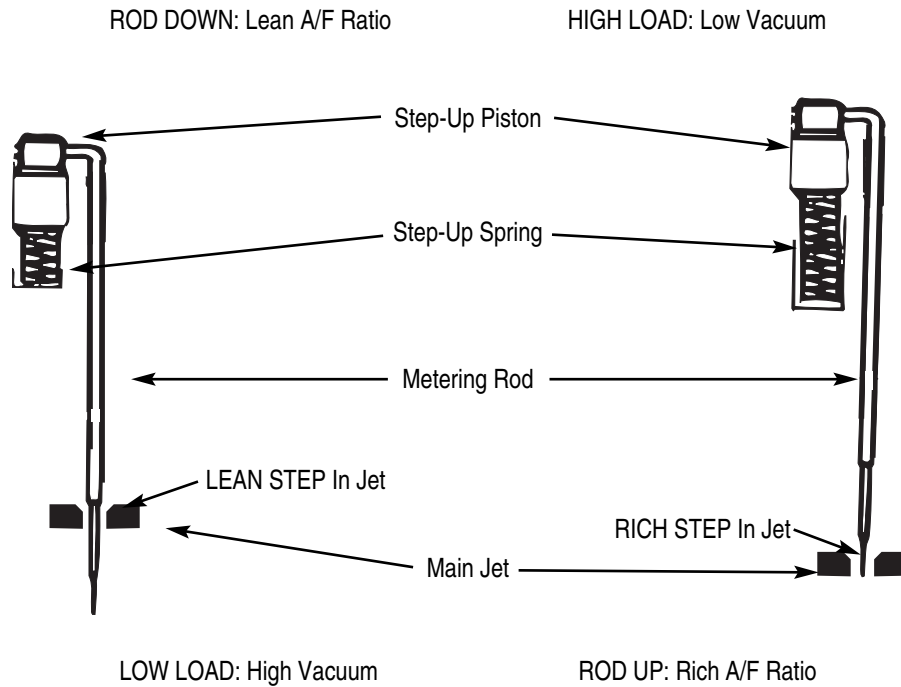 ROD DOWN: Lean A/F Ratio
HIGH LOAD: Low Vacuum
Step-Up Piston
Step-Up Spring
Metering Rod
LEAN STEP In Jet
RICH STEP In Jet
Main Jet
LOW LOAD: High Vacuum
ROD UP: Rich A/F Ratio